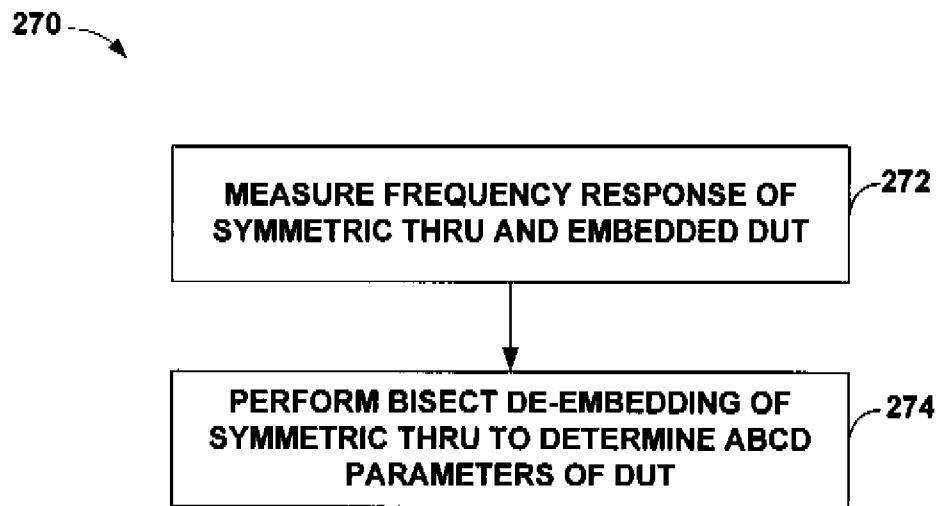 270
MEASURE FREQUENCY RESPONSE OF
SYMMETRIC THRU AND EMBEDDED DUT
272
PERFORM BISECT DE-EMBEDDING OF
SYMMETRIC THRU TO DETERMINE ABCD
PARAMETERS OF DUT
274